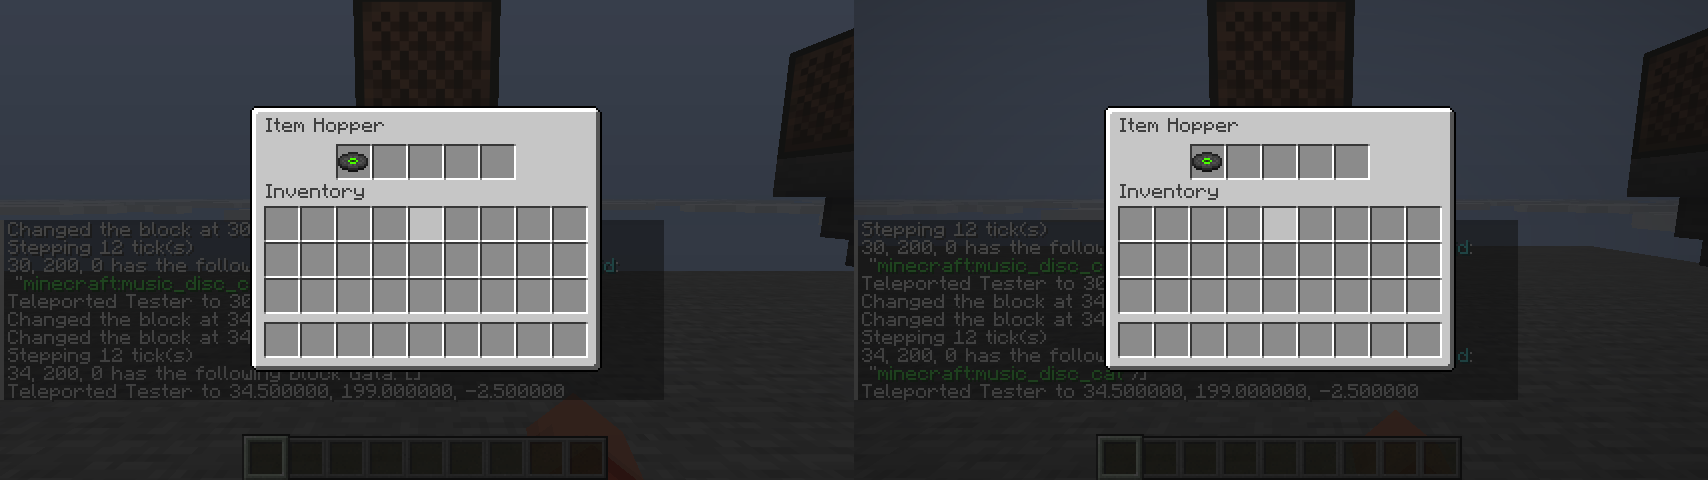 Item Hopper
Inventory
Changed the block at 30
Stepping 12 tick(s)
30, 200, 0 has the follow d:
"minecraft:music_disc_c
Teleported Tester to 30
Changed the block at 34
Changed the block at 34
Stepping 12 tick(s)
34, 200, 0 has the following block data: []
Teleported Tester to 34.500000, 199.000000, -2.500000
Item Hopper
Inventory
Stepping 12 tick(s)
30, 200, 0 has the follow d:
"minecraft:music_disc_c
Teleported Tester to 30
Changed the block at 34
Changed the block at 34
Stepping 12 tick(s)
34, 200, 0 has the follow d:
"minecraft:music_disc_cat"}]
Teleported Tester to 34.500000, 199.000000, -2.500000